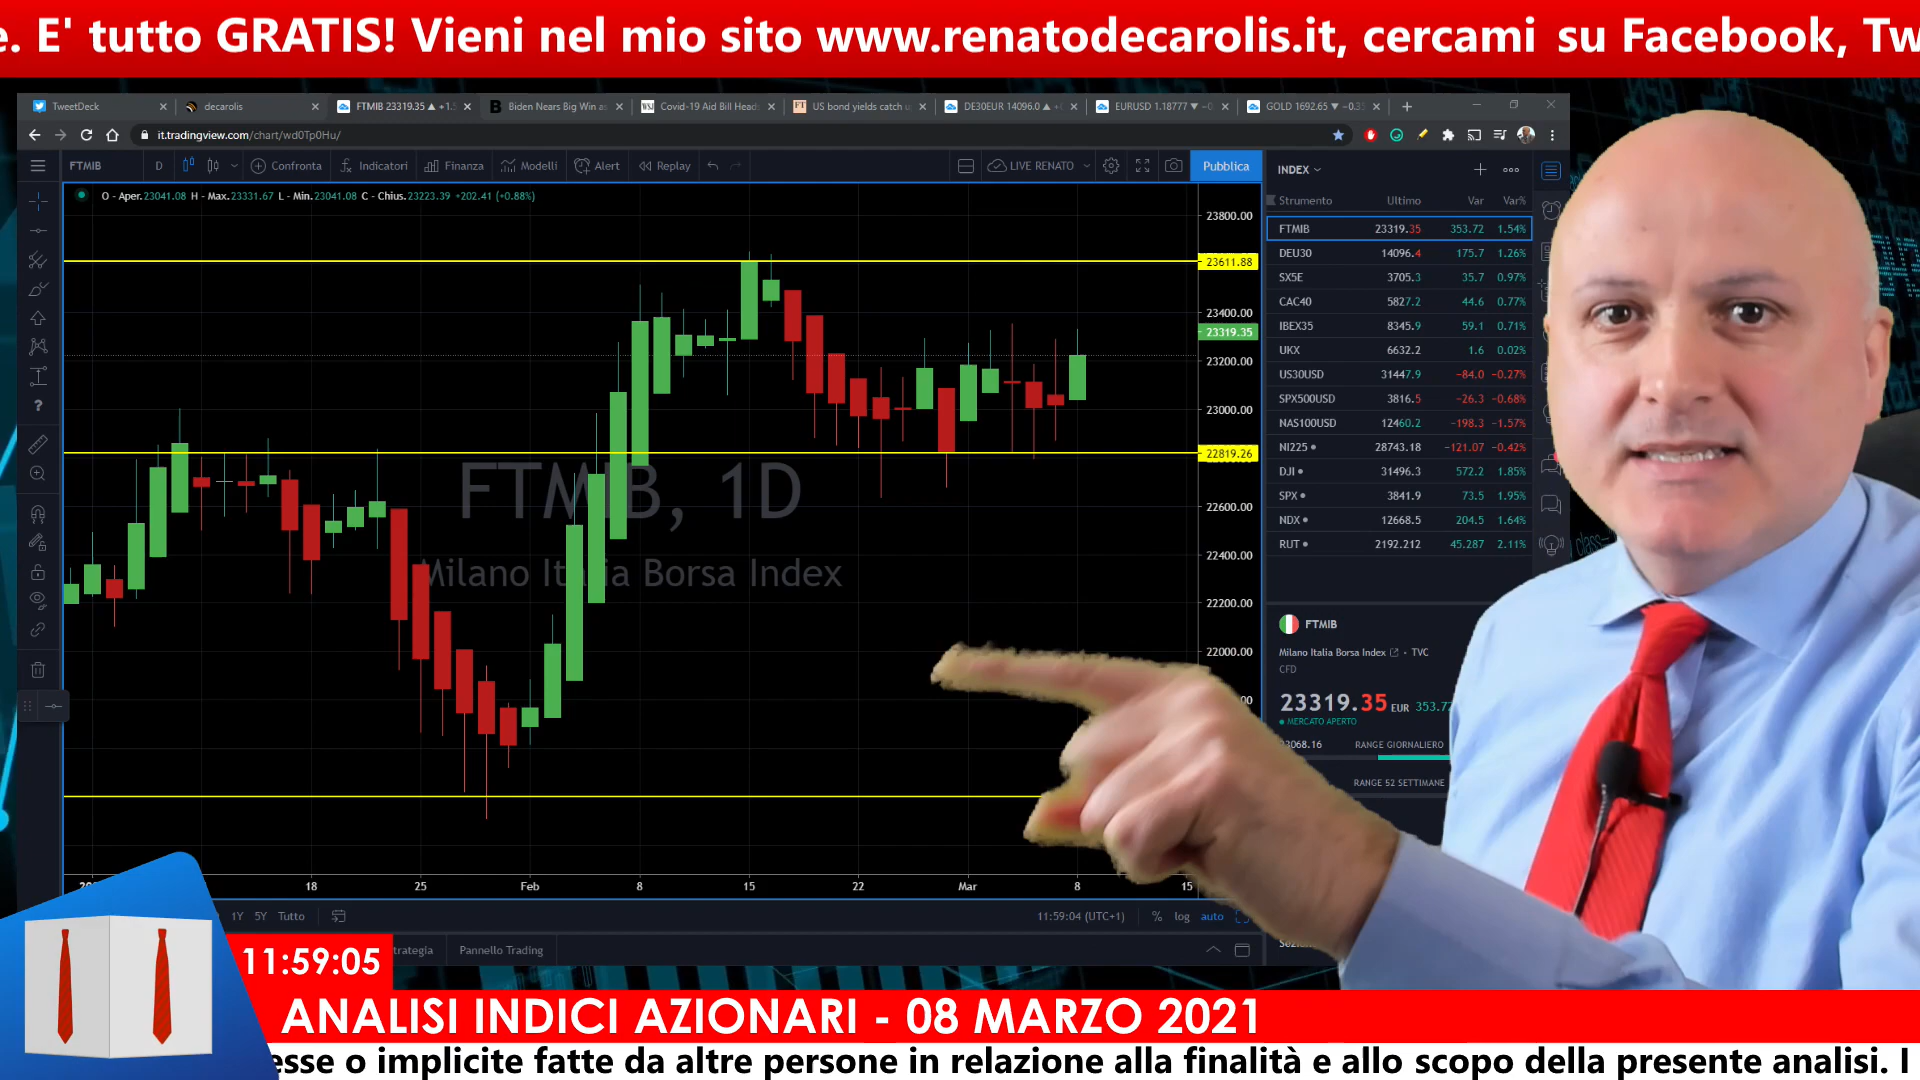 e. E' tutto GRATIS! Vieni nel mio sito www.renatodecarolis.it, cercami su Facebook, Tw
TweetDeck
decarolis
FTMIB 23319.35 ▲ +1.5
Biden Nears Big Win as
Covid-19 Aid Bill Heads
US bond yields catch u
DE30EUR 14096.0 ▲ +
EURUSD 1.18777 ▼ −0
GOLD 1692.65 ▼ −0.3
it.tradingview.com/chart/wd0Tp0Hu/
FTMIB D Confronta Indicatori Finanza Modelli Alert Replay LIVE RENATO Pubblica
O - Aper.23041.08 H - Max.23331.67 L - Min.23041.08 C - Chius.23223.39 +202.41 (+0.88%)
FTMIB, 1D
Milano Italia Borsa Index
23800.00
23611.88
23400.00
23319.35
23200.00
23000.00
22819.26
22600.00
22400.00
22200.00
22000.00
18 25 Feb 8 15 22 Mar 8 15
1Y 5Y Tutto
11:59:04 (UTC+1) % log auto
trategia Pannello Trading
INDEX
Strumento Ultimo Var Var%
FTMIB 23319.35 353.72 1.54%
DEU30 14096.4 175.7 1.26%
SX5E 3705.3 35.7 0.97%
CAC40 5827.2 44.6 0.77%
IBEX35 8345.9 59.1 0.71%
UKX 6632.2 1.6 0.02%
US30USD 31447.9 −84.0 −0.27%
SPX500USD 3816.5 −26.3 −0.68%
NAS100USD 12460.2 −198.3 −1.57%
NI225 28743.18 −121.07 −0.42%
DJI 31496.3 572.2 1.85%
SPX 3841.9 73.5 1.95%
NDX 12668.5 204.5 1.64%
RUT 2192.212 45.287 2.11%
FTMIB
Milano Italia Borsa Index • TVC
CFD
23319.35 EUR 353.72
MERCATO APERTO
RANGE GIORNALIERO
RANGE 52 SETTIMANE
11:59:05
ANALISI INDICI AZIONARI - 08 MARZO 2021
esse o implicite fatte da altre persone in relazione alla finalità e allo scopo della presente analisi. I